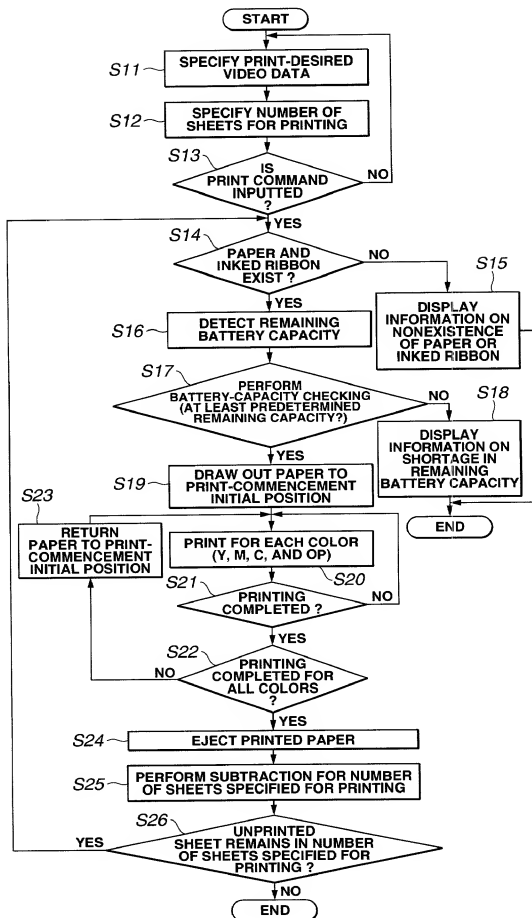 START
S11
SPECIFY PRINT-DESIRED
VIDEO DATA
S12
SPECIFY NUMBER OF
SHEETS FOR PRINTING
S13
IS
PRINT COMMAND
INPUTTED
?
NO
YES
S14
PAPER AND
INKED RIBBON
EXIST ?
NO
YES
S15
DISPLAY
INFORMATION ON
NONEXISTENCE
OF PAPER OR
INKED RIBBON
S16
DETECT REMAINING
BATTERY CAPACITY
S17
PERFORM
BATTERY-CAPACITY CHECKING
(AT LEAST PREDETERMINED
REMAINING CAPACITY?)
NO
YES
S18
DISPLAY
INFORMATION ON
SHORTAGE IN
REMAINING
BATTERY CAPACITY
END
S19
DRAW OUT PAPER TO
PRINT-COMMENCEMENT
INITIAL POSITION
S23
RETURN
PAPER TO PRINT-
COMMENCEMENT
INITIAL POSITION
PRINT FOR EACH COLOR
(Y, M, C, AND OP)
S20
S21
PRINTING
COMPLETED ?
NO
YES
S22
PRINTING
COMPLETED FOR
ALL COLORS
?
NO
YES
S24
EJECT PRINTED PAPER
S25
PERFORM SUBTRACTION FOR NUMBER
OF SHEETS SPECIFIED FOR PRINTING
S26
UNPRINTED
SHEET REMAINS IN NUMBER
OF SHEETS SPECIFIED FOR
PRINTING ?
YES
NO
END